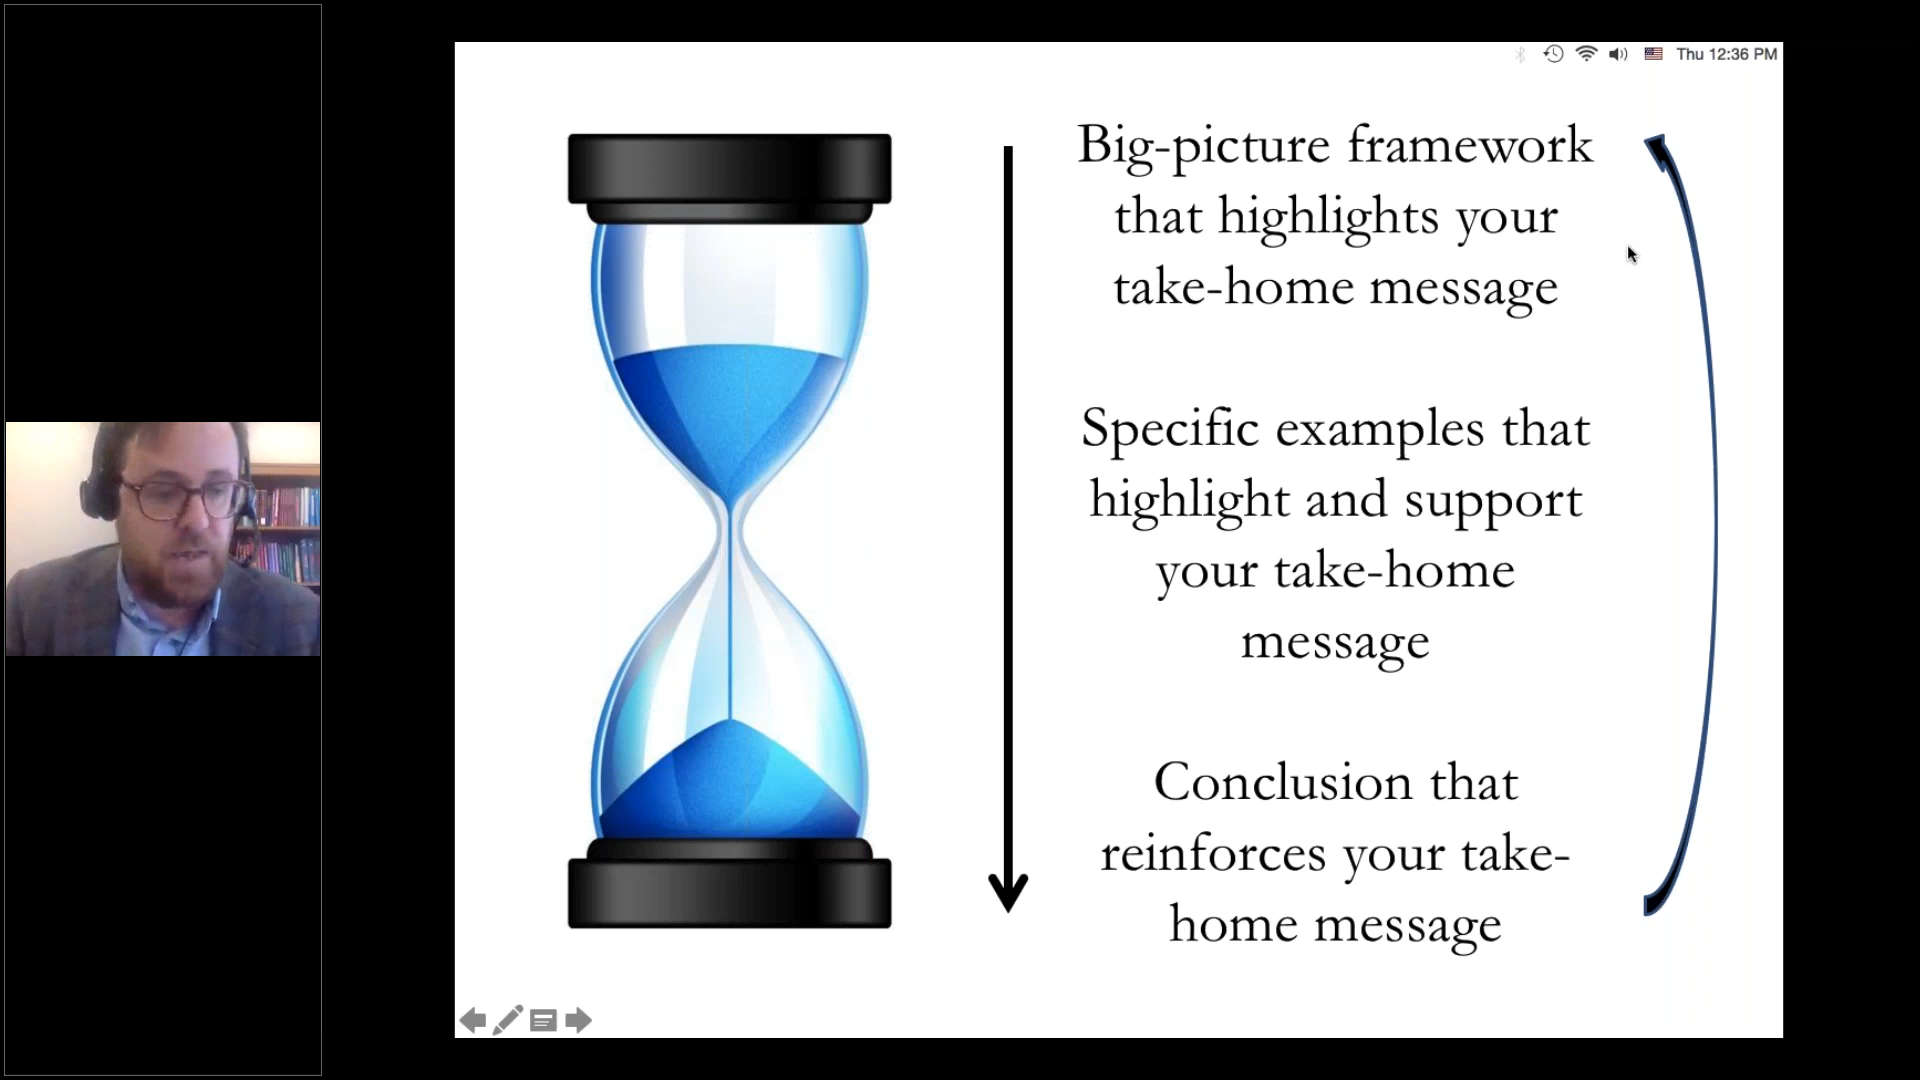 Thu 12:36 PM
Big-picture framework
that highlights your
take-home message
Specific examples that
highlight and support
your take-home
message
Conclusion that
reinforces your take-
home message